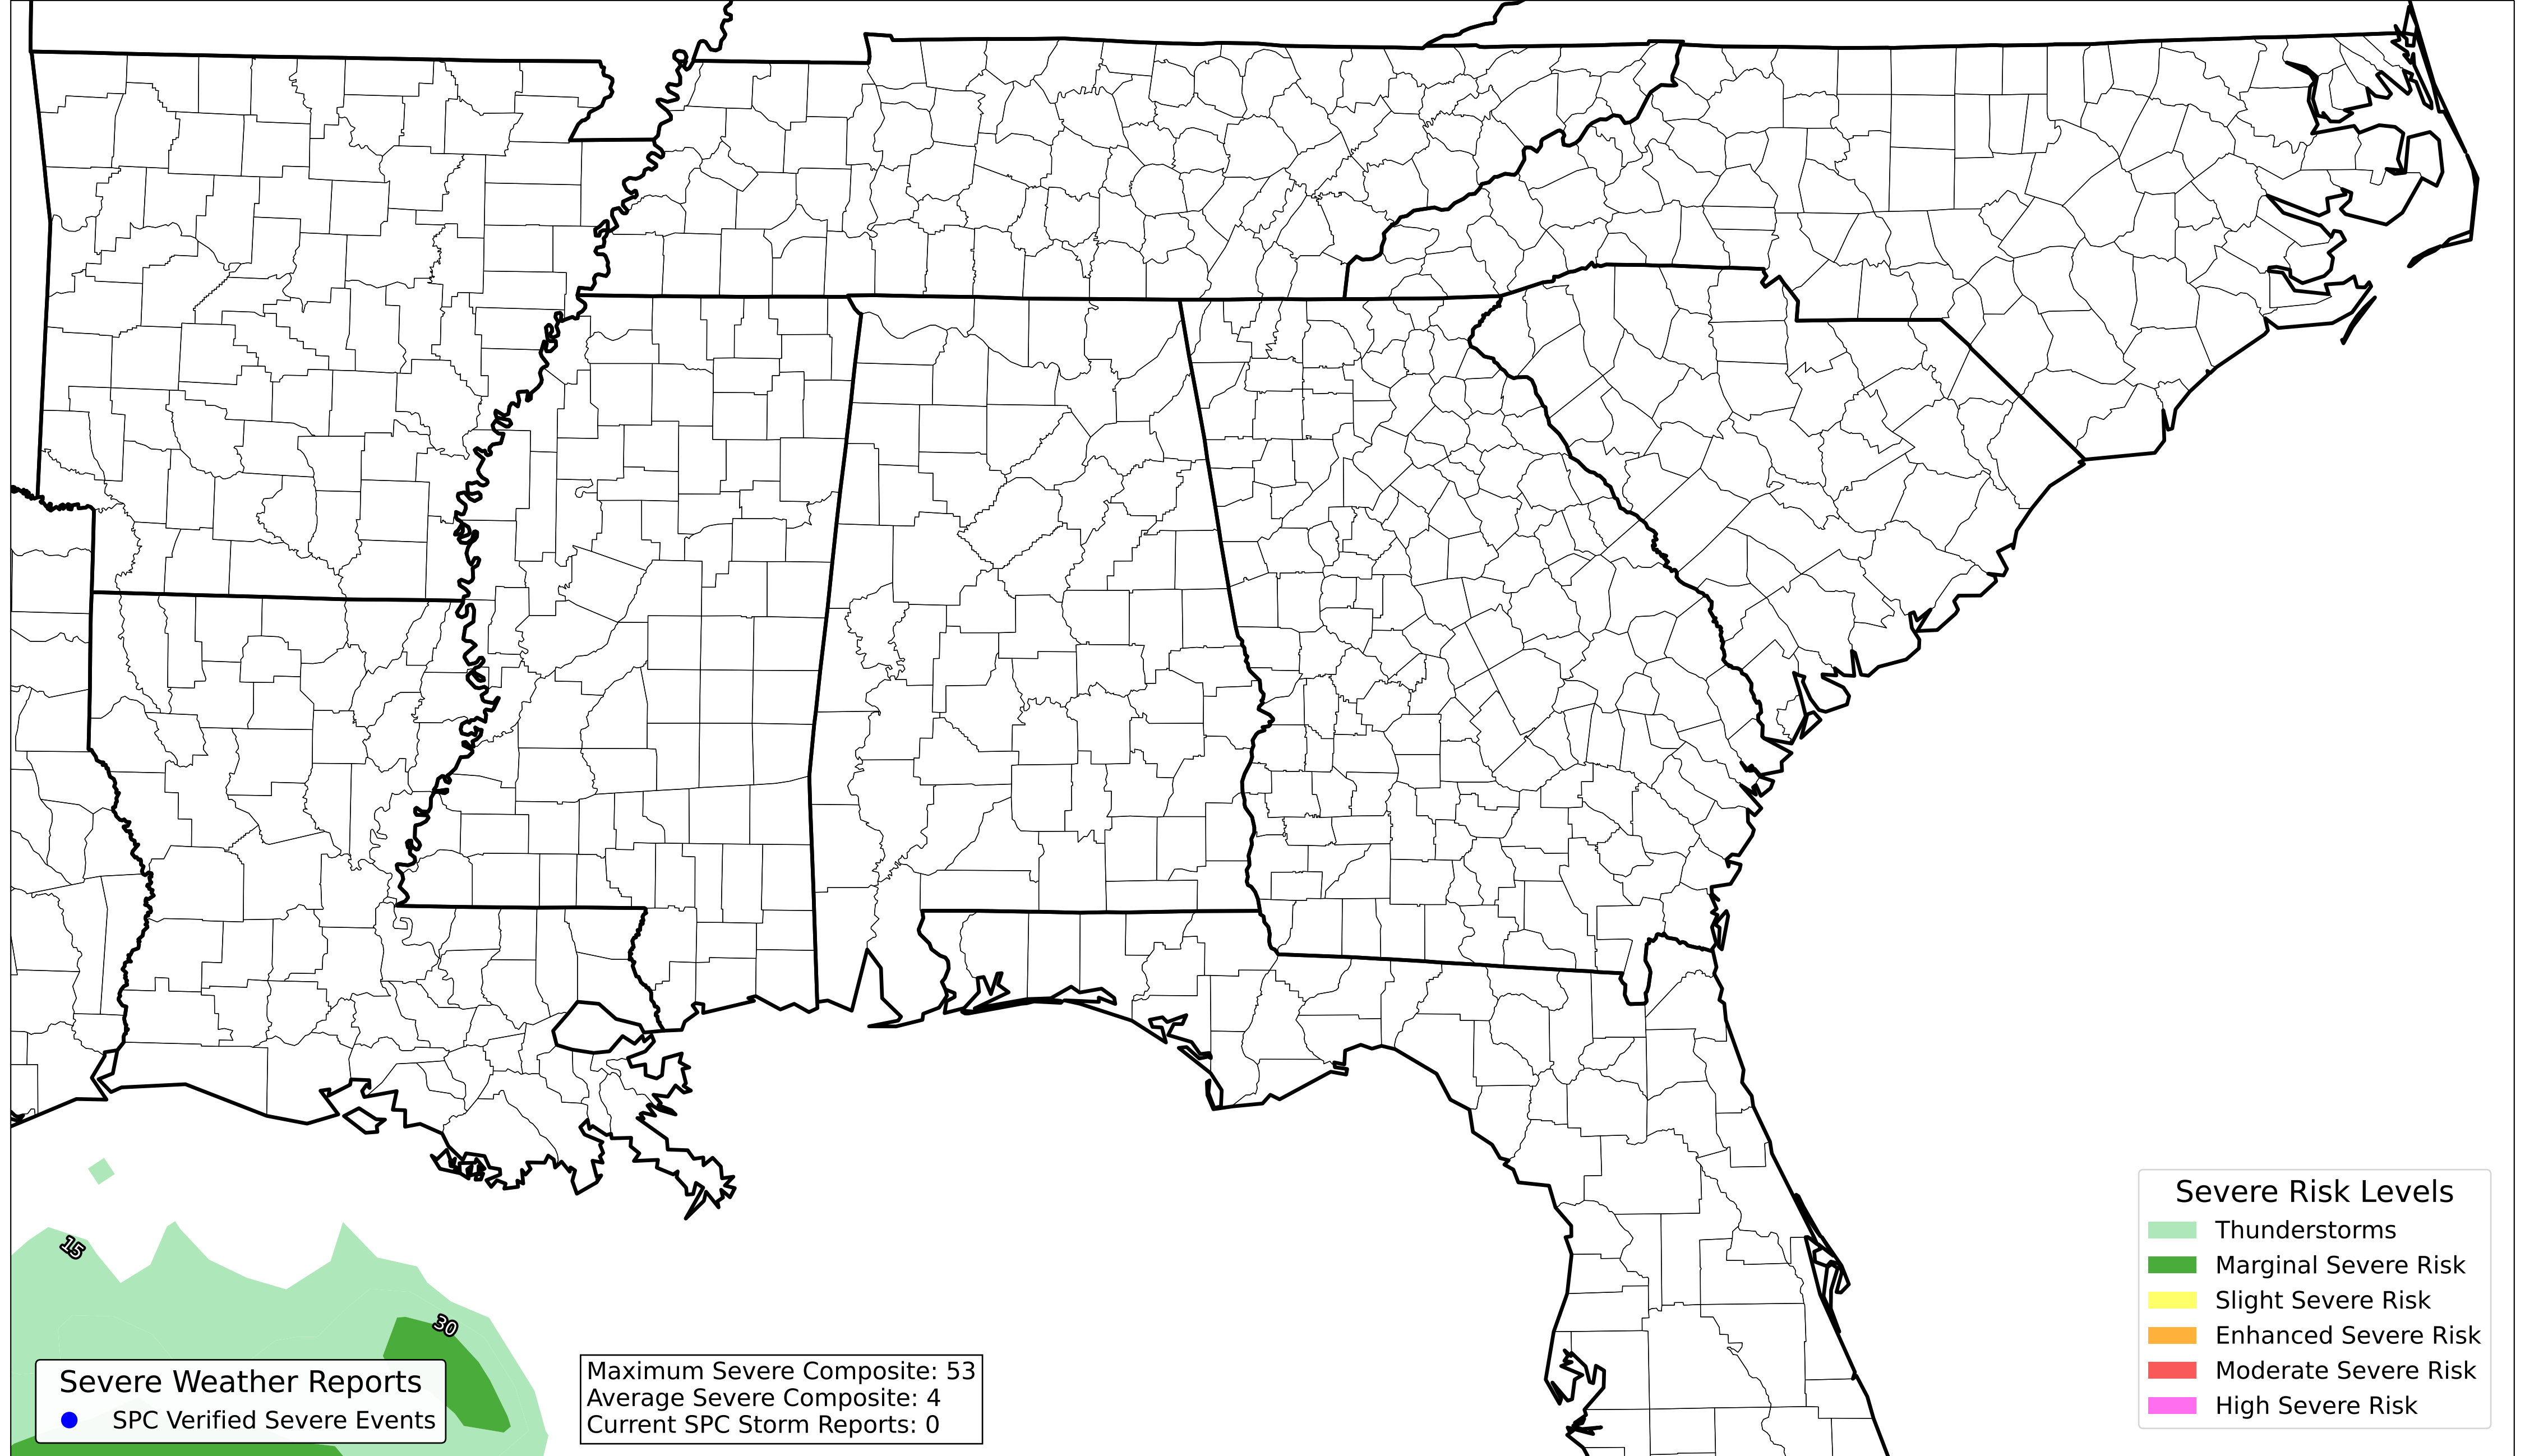 15
30
Severe Weather Reports
SPC Verified Severe Events
Maximum Severe Composite: 53
Average Severe Composite: 4
Current SPC Storm Reports: 0
Severe Risk Levels
Thunderstorms
Marginal Severe Risk
Slight Severe Risk
Enhanced Severe Risk
Moderate Severe Risk
High Severe Risk